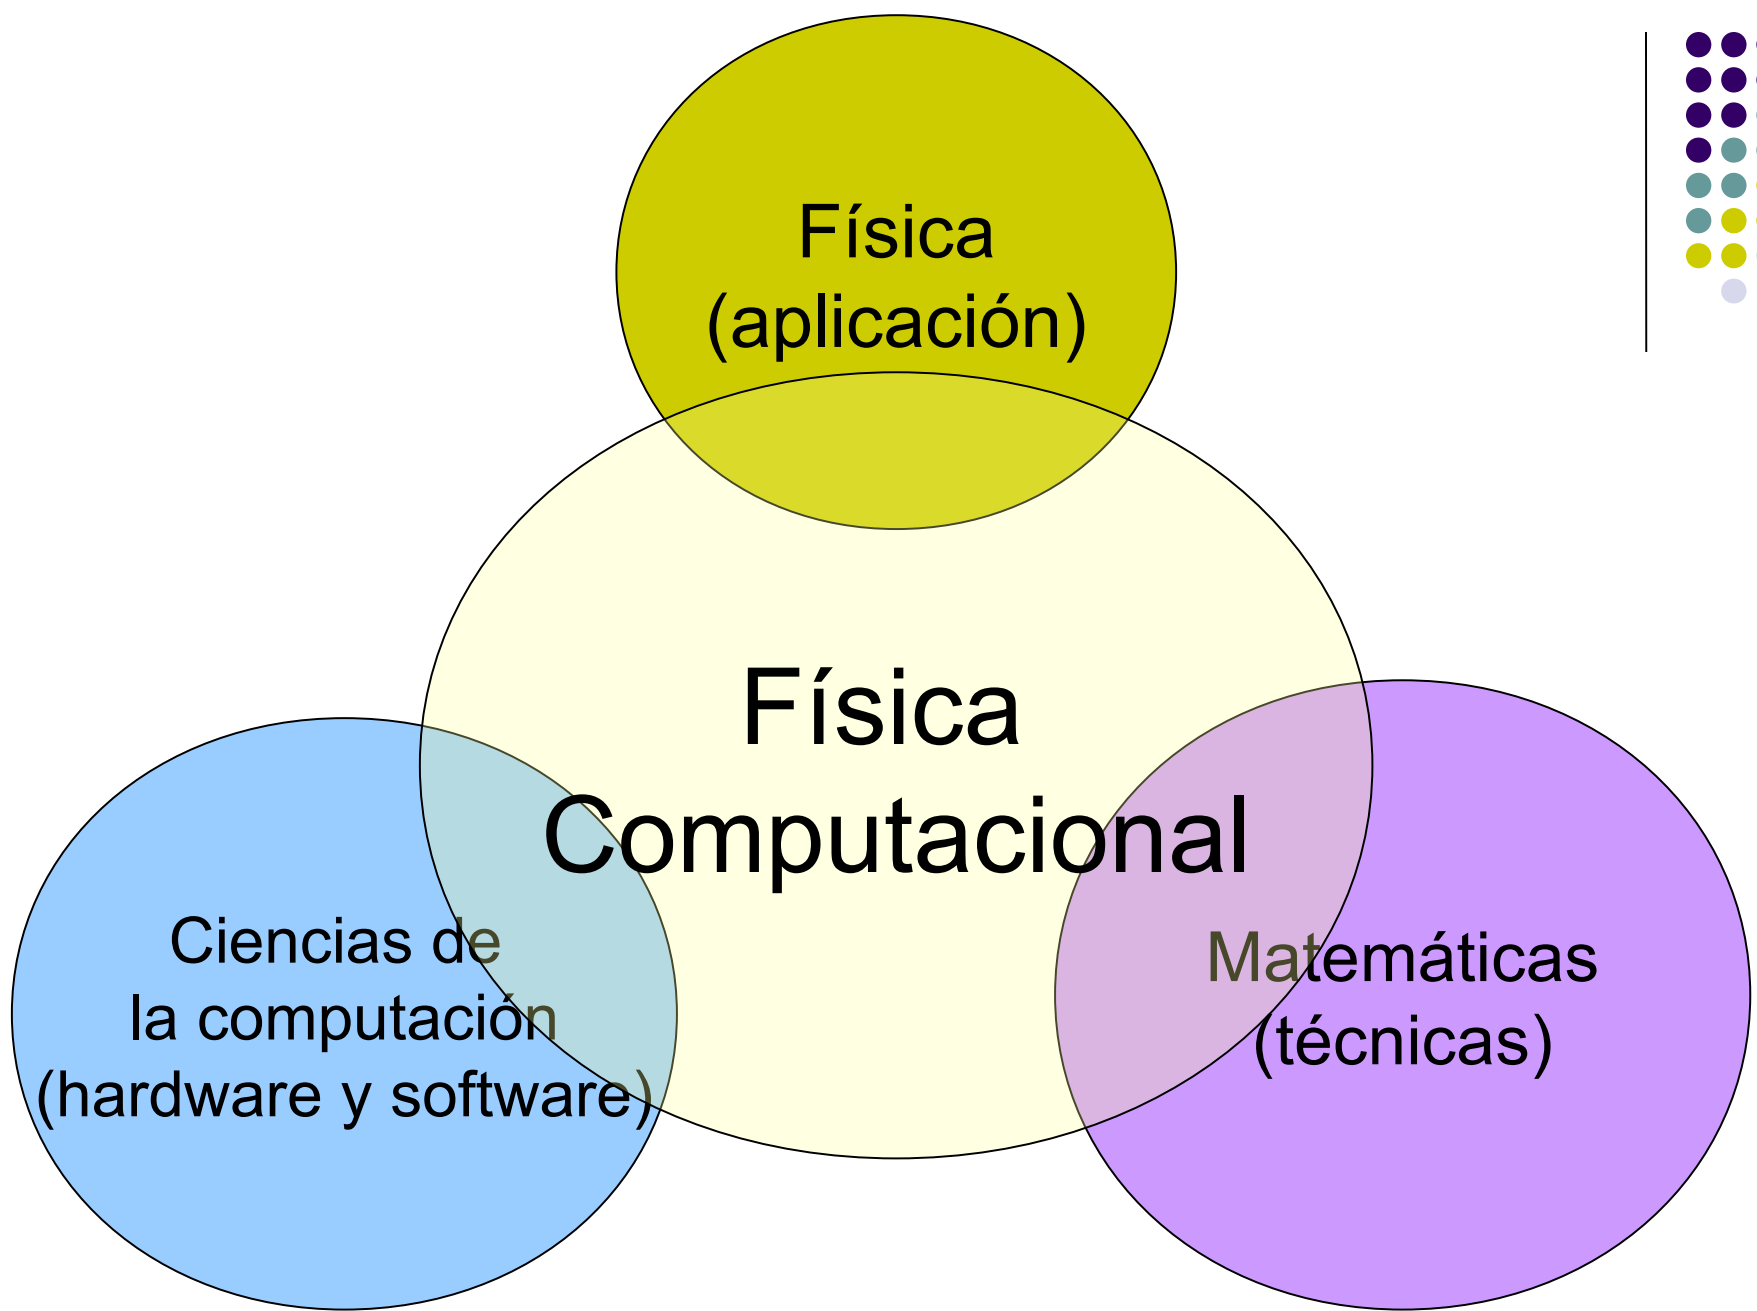 Física
(aplicación)
Física
Computacional
Ciencias de
la computación
(hardware y software)
Matemáticas
(técnicas)